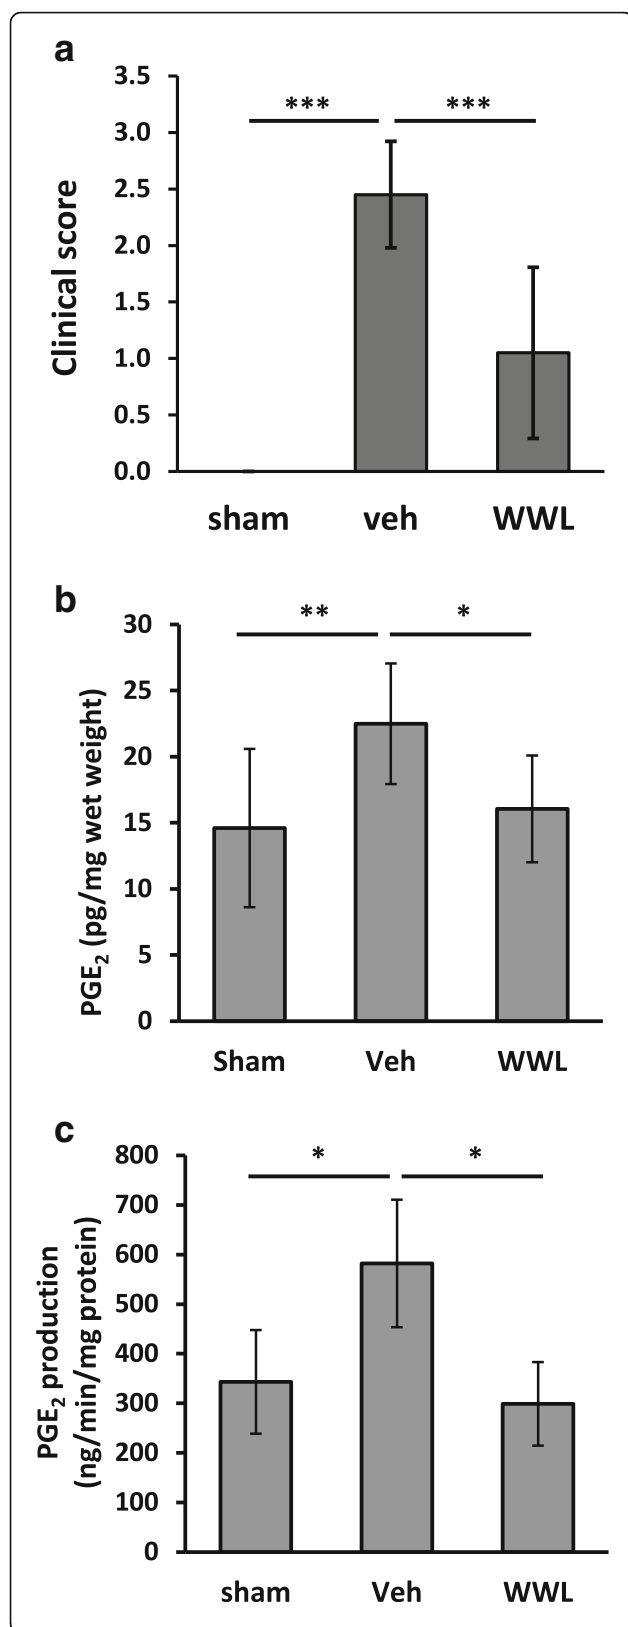 a
3.5
3.0
2.5
2.0
1.5
1.0
0.5
0.0
Clinical score
*** ***
sham veh WWL
b
30
25
20
15
10
5
0
PGE₂ (pg/mg wet weight)
** *
Sham Veh WWL
c
800
700
600
500
400
300
200
100
0
PGE₂ production
(ng/min/mg protein)
* *
sham Veh WWL